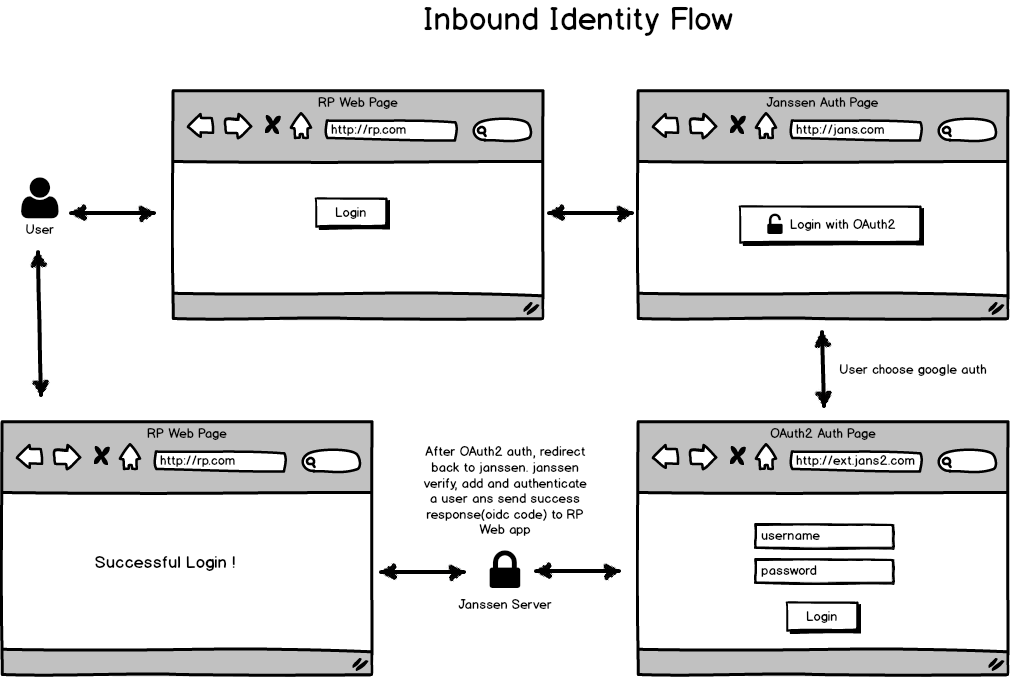 Inbound Identity Flow
RP Web Page
http://rp.com
Login
Janssen Auth Page
http://jans.com
Login with OAuth2
User
User choose google auth
RP Web Page
http://rp.com
Successful Login !
After OAuth2 auth, redirect
back to janssen. janssen
verify, add and authenticate
a user ans send success
response(oidc code) to RP
Web app
Janssen Server
OAuth2 Auth Page
http://ext.jans2.com
username
password
Login